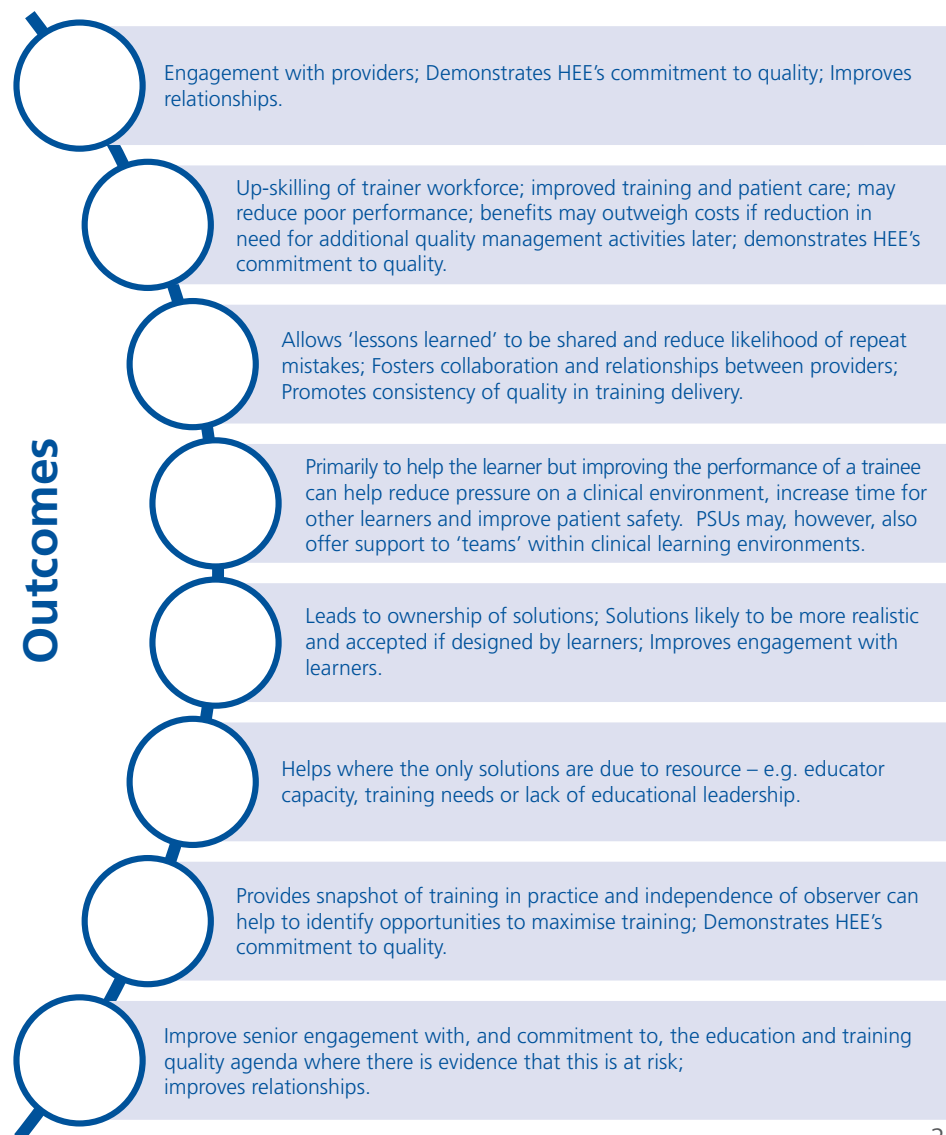 Outcomes
Engagement with providers; Demonstrates HEE's commitment to quality; Improves
relationships.
Up-skilling of trainer workforce; improved training and patient care; may
reduce poor performance; benefits may outweigh costs if reduction in
need for additional quality management activities later; demonstrates HEE's
commitment to quality.
Allows 'lessons learned' to be shared and reduce likelihood of repeat
mistakes; Fosters collaboration and relationships between providers;
Promotes consistency of quality in training delivery.
Primarily to help the learner but improving the performance of a trainee
can help reduce pressure on a clinical environment, increase time for
other learners and improve patient safety.  PSUs may, however, also
offer support to 'teams' within clinical learning environments.
Leads to ownership of solutions; Solutions likely to be more realistic
and accepted if designed by learners; Improves engagement with
learners.
Helps where the only solutions are due to resource – e.g. educator
capacity, training needs or lack of educational leadership.
Provides snapshot of training in practice and independence of observer can
help to identify opportunities to maximise training; Demonstrates HEE's
commitment to quality.
Improve senior engagement with, and commitment to, the education and training
quality agenda where there is evidence that this is at risk;
improves relationships.